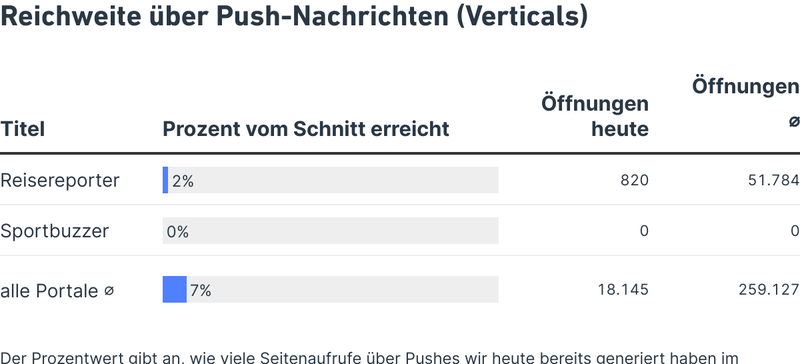 Reichweite über Push-Nachrichten (Verticals)
Titel Prozent vom Schnitt erreicht Öffnungen heute Öffnungen ⌀
Reisereporter 2% 820 51.784
Sportbuzzer 0% 0 0
alle Portale ⌀ 7% 18.145 259.127
Der Prozentwert gibt an, wie viele Seitenaufrufe über Pushes wir heute bereits generiert haben im